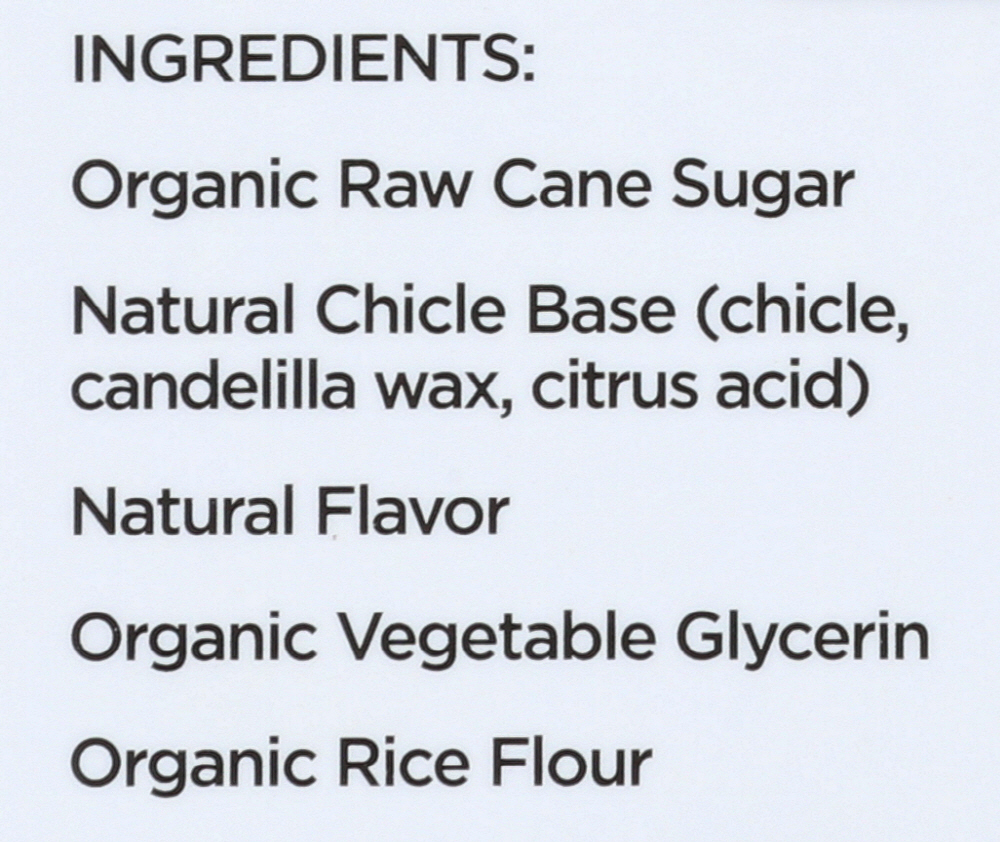 INGREDIENTS:
Organic Raw Cane Sugar
Natural Chicle Base (chicle,
candelilla wax, citrus acid)
Natural Flavor
Organic Vegetable Glycerin
Organic Rice Flour